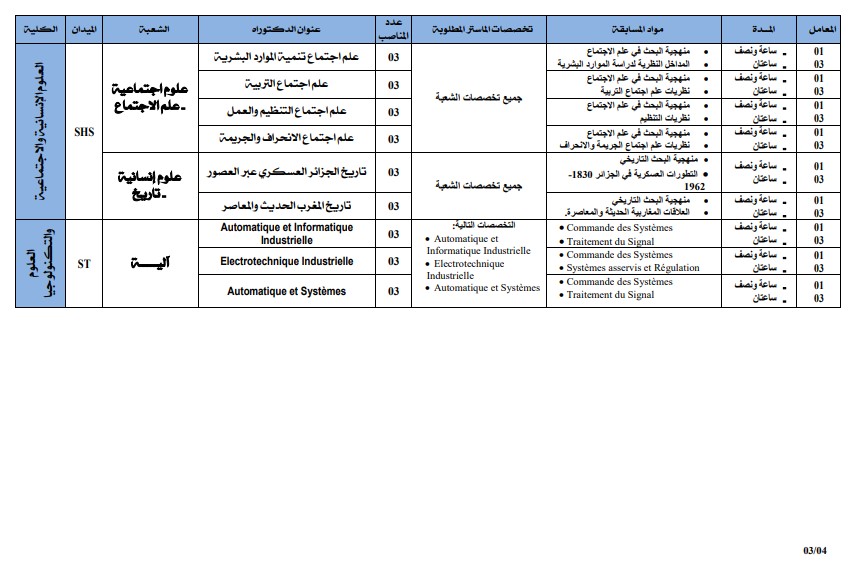 الكلية الميدان الشعبة عنوان الدكتوراه عدد المناصب تخصصات الماستر المطلوبة مواد المسابقة المـدة المعامل
العلوم الإنسانية والاجتماعية
SHS
علوم اجتماعية
ـ علم الاجتماع
علم اجتماع تنمية الموارد البشرية
03
جميع تخصصات الشعبة
• منهجية البحث في علم الاجتماع
• المداخل النظرية لدراسة الموارد البشرية
ـ ساعة ونصف
ـ ساعتان
01
03
علم اجتماع التربية
03
• منهجية البحث في علم الاجتماع
• نظريات علم اجتماع التربية
ـ ساعة ونصف
ـ ساعتان
01
03
علم اجتماع التنظيم والعمل
03
• منهجية البحث في علم الاجتماع
• نظريات التنظيم
ـ ساعة ونصف
ـ ساعتان
01
03
علم اجتماع الانحراف والجريمة
03
• منهجية البحث في علم الاجتماع
• نظريات علم اجتماع الجريمة والانحراف
ـ ساعة ونصف
ـ ساعتان
01
03
علوم إنسانية
ـ تاريخ
تاريخ الجزائر العسكري عبر العصور
03
جميع تخصصات الشعبة
• منهجية البحث التاريخي
• التطورات العسكرية في الجزائر 1830-
1962
ـ ساعة ونصف
ـ ساعتان
01
03
تاريخ المغرب الحديث والمعاصر
03
• منهجية البحث التاريخي
• العلاقات المغاربية الحديثة والمعاصرة.
ـ ساعة ونصف
ـ ساعتان
01
03
العلوم
والتكنولوجيا
ST
آليـــة
Automatique et Informatique
Industrielle
03
التخصصات التالية:
• Automatique et
Informatique Industrielle
• Electrotechnique
Industrielle
• Automatique et Systèmes
• Commande des Systèmes
• Traitement du Signal
ـ ساعة ونصف
ـ ساعتان
01
03
Electrotechnique Industrielle
03
• Commande des Systèmes
• Systèmes asservis et Régulation
ـ ساعة ونصف
ـ ساعتان
01
03
Automatique et Systèmes
03
• Commande des Systèmes
• Traitement du Signal
ـ ساعة ونصف
ـ ساعتان
01
03
03/04